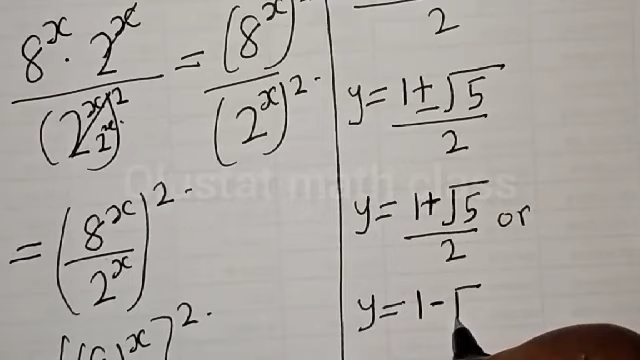 8^x · 2^x / (2^x)^2 = (8^x)^2 / (2^x)^2 .
= (8^x / 2^x)^2 .
x]^2 .
2
y = 1 ± √5 / 2
y = 1 + √5 / 2 or
y = 1 - √
Olustat math class